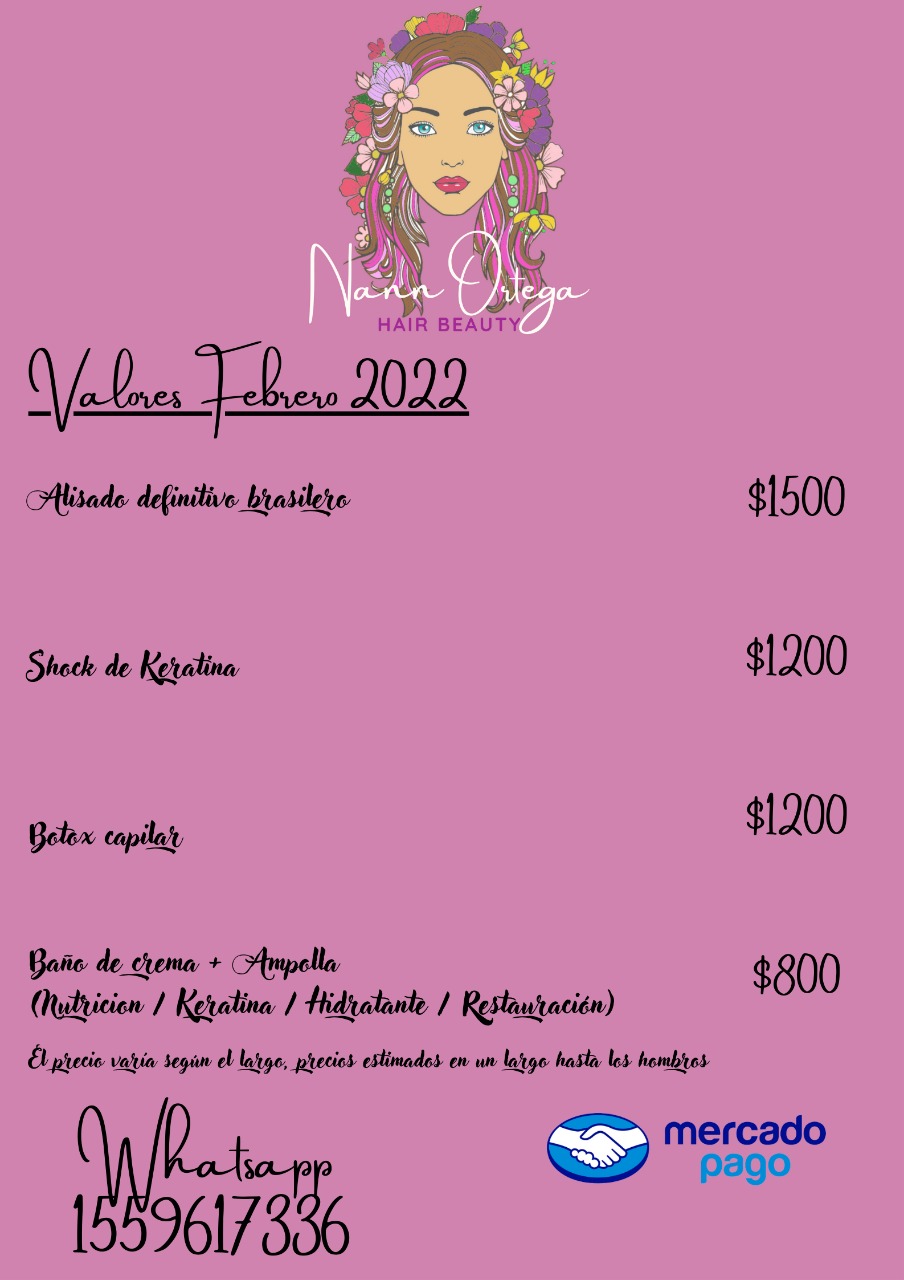 Nann Ortega
HAIR BEAUTY
Valores Febrero 2022
Alisado definitivo brasilero $1500
Shock de Keratina $1200
Botox capilar $1200
Baño de crema + Ampolla $800
(Nutricion / Keratina / Hidratante / Restauración)
El precio varía según el largo, precios estimados en un largo hasta los hombros
Whatsapp
1559617336
mercado
pago